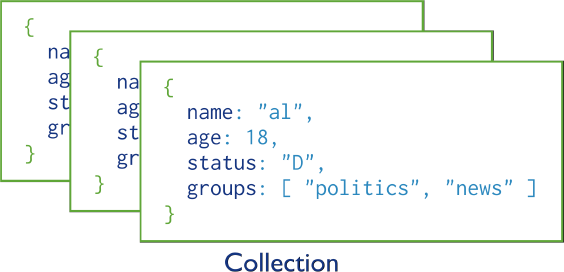 {
na
ag
st
gr
}
{
na
ag
st
gr
}
{
name: "al",
age: 18,
status: "D",
groups: [ "politics", "news" ]
}
Collection